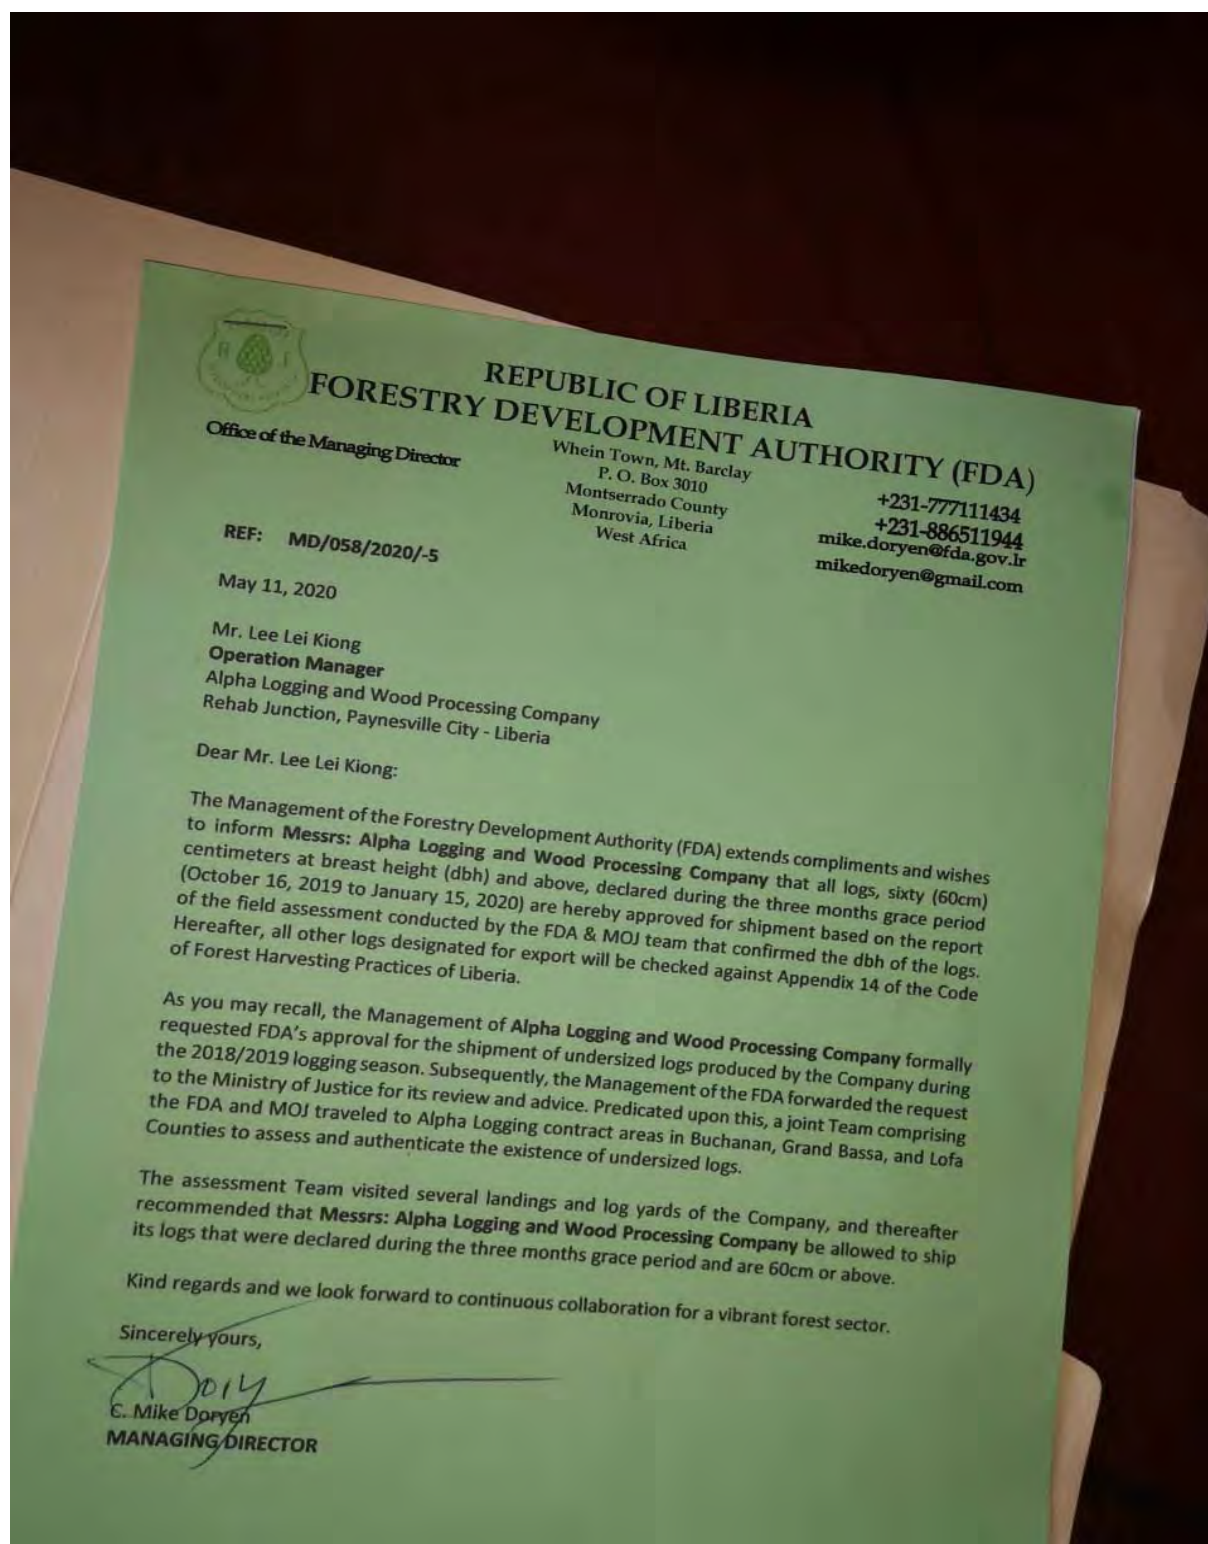 REPUBLIC OF LIBERIA
FORESTRY DEVELOPMENT AUTHORITY (FDA)
Office of the Managing Director
Whein Town, Mt. Barclay
P. O. Box 3010
Montserrado County
Monrovia, Liberia
West Africa
+231-777111434
+231-886511944
mike.doryen@fda.gov.lr
mikedoryen@gmail.com
REF: MD/058/2020/-5
May 11, 2020
Mr. Lee Lei Kiong
Operation Manager
Alpha Logging and Wood Processing Company
Rehab Junction, Paynesville City - Liberia
Dear Mr. Lee Lei Kiong:
The Management of the Forestry Development Authority (FDA) extends compliments and wishes
to inform Messrs: Alpha Logging and Wood Processing Company that all logs, sixty (60cm)
centimeters at breast height (dbh) and above, declared during the three months grace period
(October 16, 2019 to January 15, 2020) are hereby approved for shipment based on the report
of the field assessment conducted by the FDA & MOJ team that confirmed the dbh of the logs.
Hereafter, all other logs designated for export will be checked against Appendix 14 of the Code
of Forest Harvesting Practices of Liberia.
As you may recall, the Management of Alpha Logging and Wood Processing Company formally
requested FDA's approval for the shipment of undersized logs produced by the Company during
the 2018/2019 logging season. Subsequently, the Management of the FDA forwarded the request
to the Ministry of Justice for its review and advice. Predicated upon this, a joint Team comprising
the FDA and MOJ traveled to Alpha Logging contract areas in Buchanan, Grand Bassa, and Lofa
Counties to assess and authenticate the existence of undersized logs.
The assessment Team visited several landings and log yards of the Company, and thereafter
recommended that Messrs: Alpha Logging and Wood Processing Company be allowed to ship
its logs that were declared during the three months grace period and are 60cm or above.
Kind regards and we look forward to continuous collaboration for a vibrant forest sector.
Sincerely yours,
C. Mike Doryen
MANAGING DIRECTOR